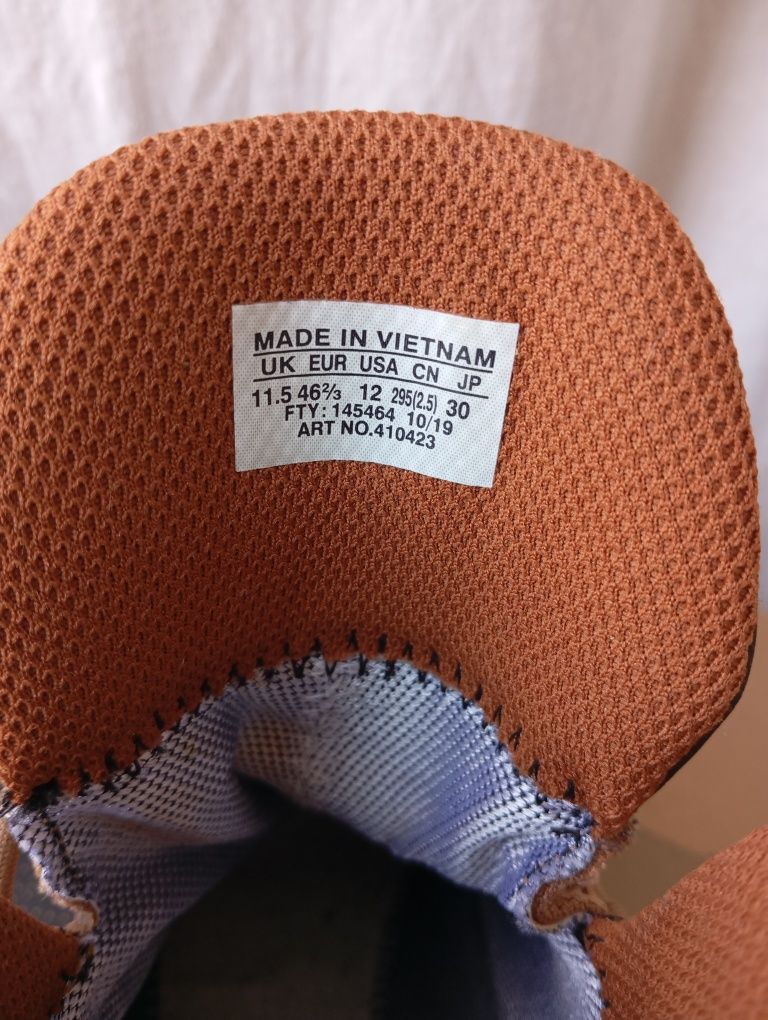 MADE IN VIETNAM
UK EUR USA CN JP
11.5 46⅔ 12 295(2.5) 30
FTY: 145464 10/19
ART NO.410423